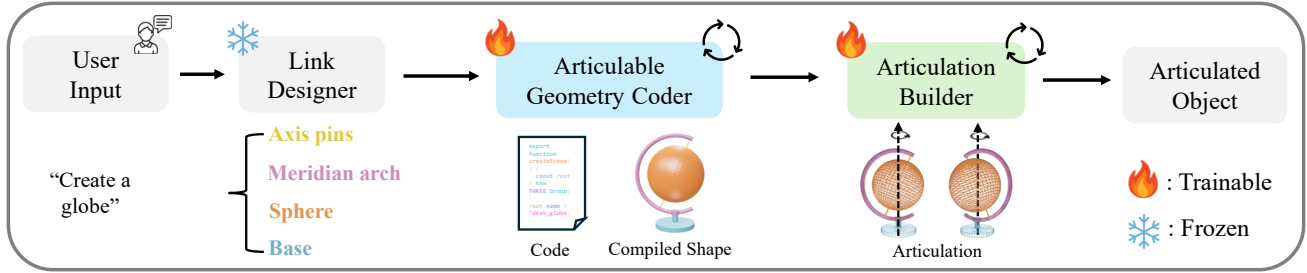 User
Input
Link
Designer
Articulable
Geometry Coder
Articulation
Builder
Articulated
Object
“Create a
globe”
Axis pins
Meridian arch
Sphere
Base
export
function
createScene(
) {
const root
= new
THREE.Group(
);
root.name =
'desk_globe;
Code
Compiled Shape
Articulation
: Trainable
: Frozen